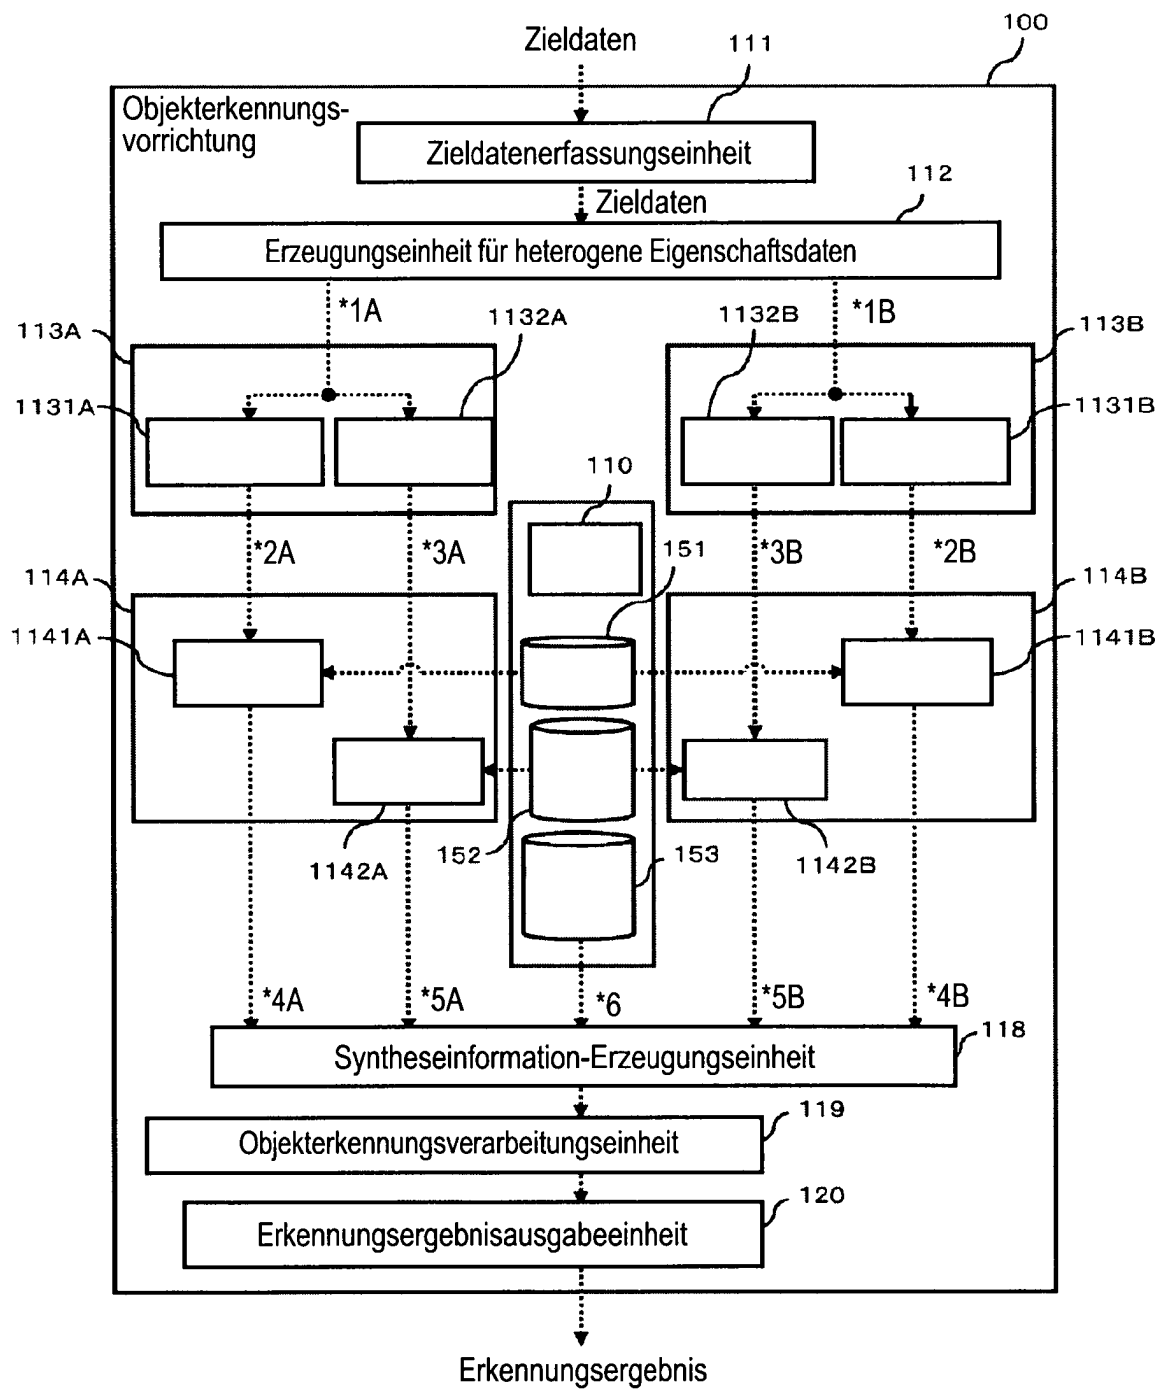 100
Zieldaten
111
Objekterkennungs-
vorrichtung
Zieldatenerfassungseinheit
112
Zieldaten
Erzeugungseinheit für heterogene Eigenschaftsdaten
*1A
*1B
113A
1132A
1132B
113B
1131A
1131B
110
*2A
*3A
151
*3B
*2B
114A
114B
1141A
1141B
152
153
1142A
1142B
*4A
*5A
*6
*5B
*4B
Syntheseinformation-Erzeugungseinheit
118
119
Objekterkennungsverarbeitungseinheit
120
Erkennungsergebnisausgabeeinheit
Erkennungsergebnis